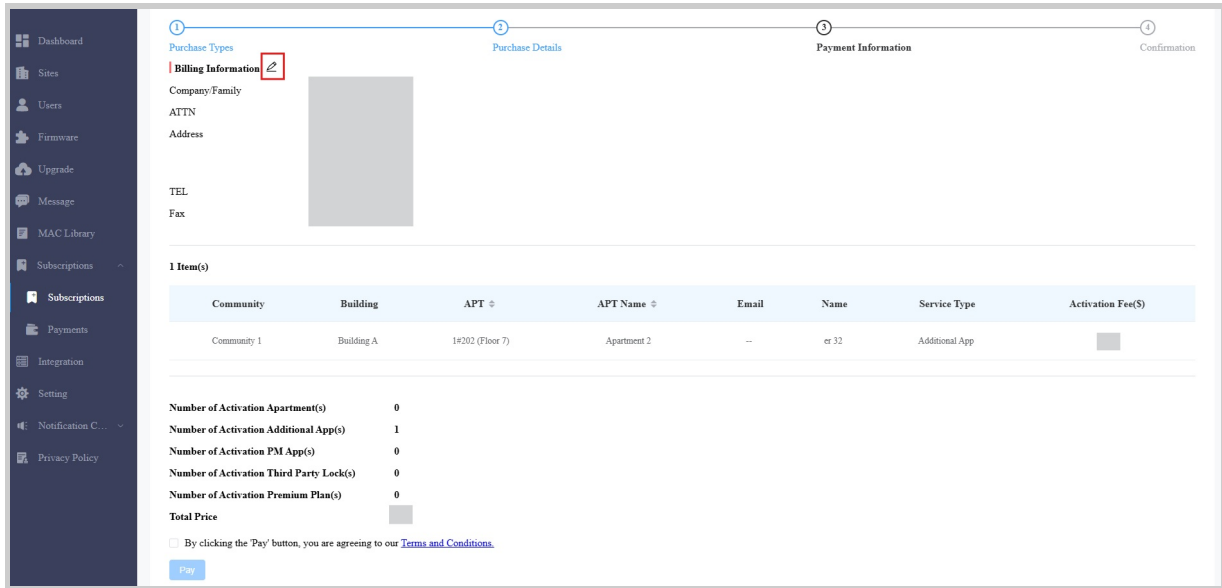 Dashboard
Sites
Users
Firmware
Upgrade
Message
MAC Library
Subscriptions
Subscriptions
Payments
Integration
Setting
Notification C...
Privacy Policy
1 2 3 4
Purchase Types Purchase Details Payment Information Confirmation
Billing Information
Company/Family
ATTN
Address
TEL
Fax
1 Item(s)
Community Building APT APT Name Email Name Service Type Activation Fee($)
Community 1 Building A 1#202 (Floor 7) Apartment 2 -- er 32 Additional App
Number of Activation Apartment(s) 0
Number of Activation Additional App(s) 1
Number of Activation PM App(s) 0
Number of Activation Third Party Lock(s) 0
Number of Activation Premium Plan(s) 0
Total Price
By clicking the 'Pay' button, you are agreeing to our Terms and Conditions.
Pay